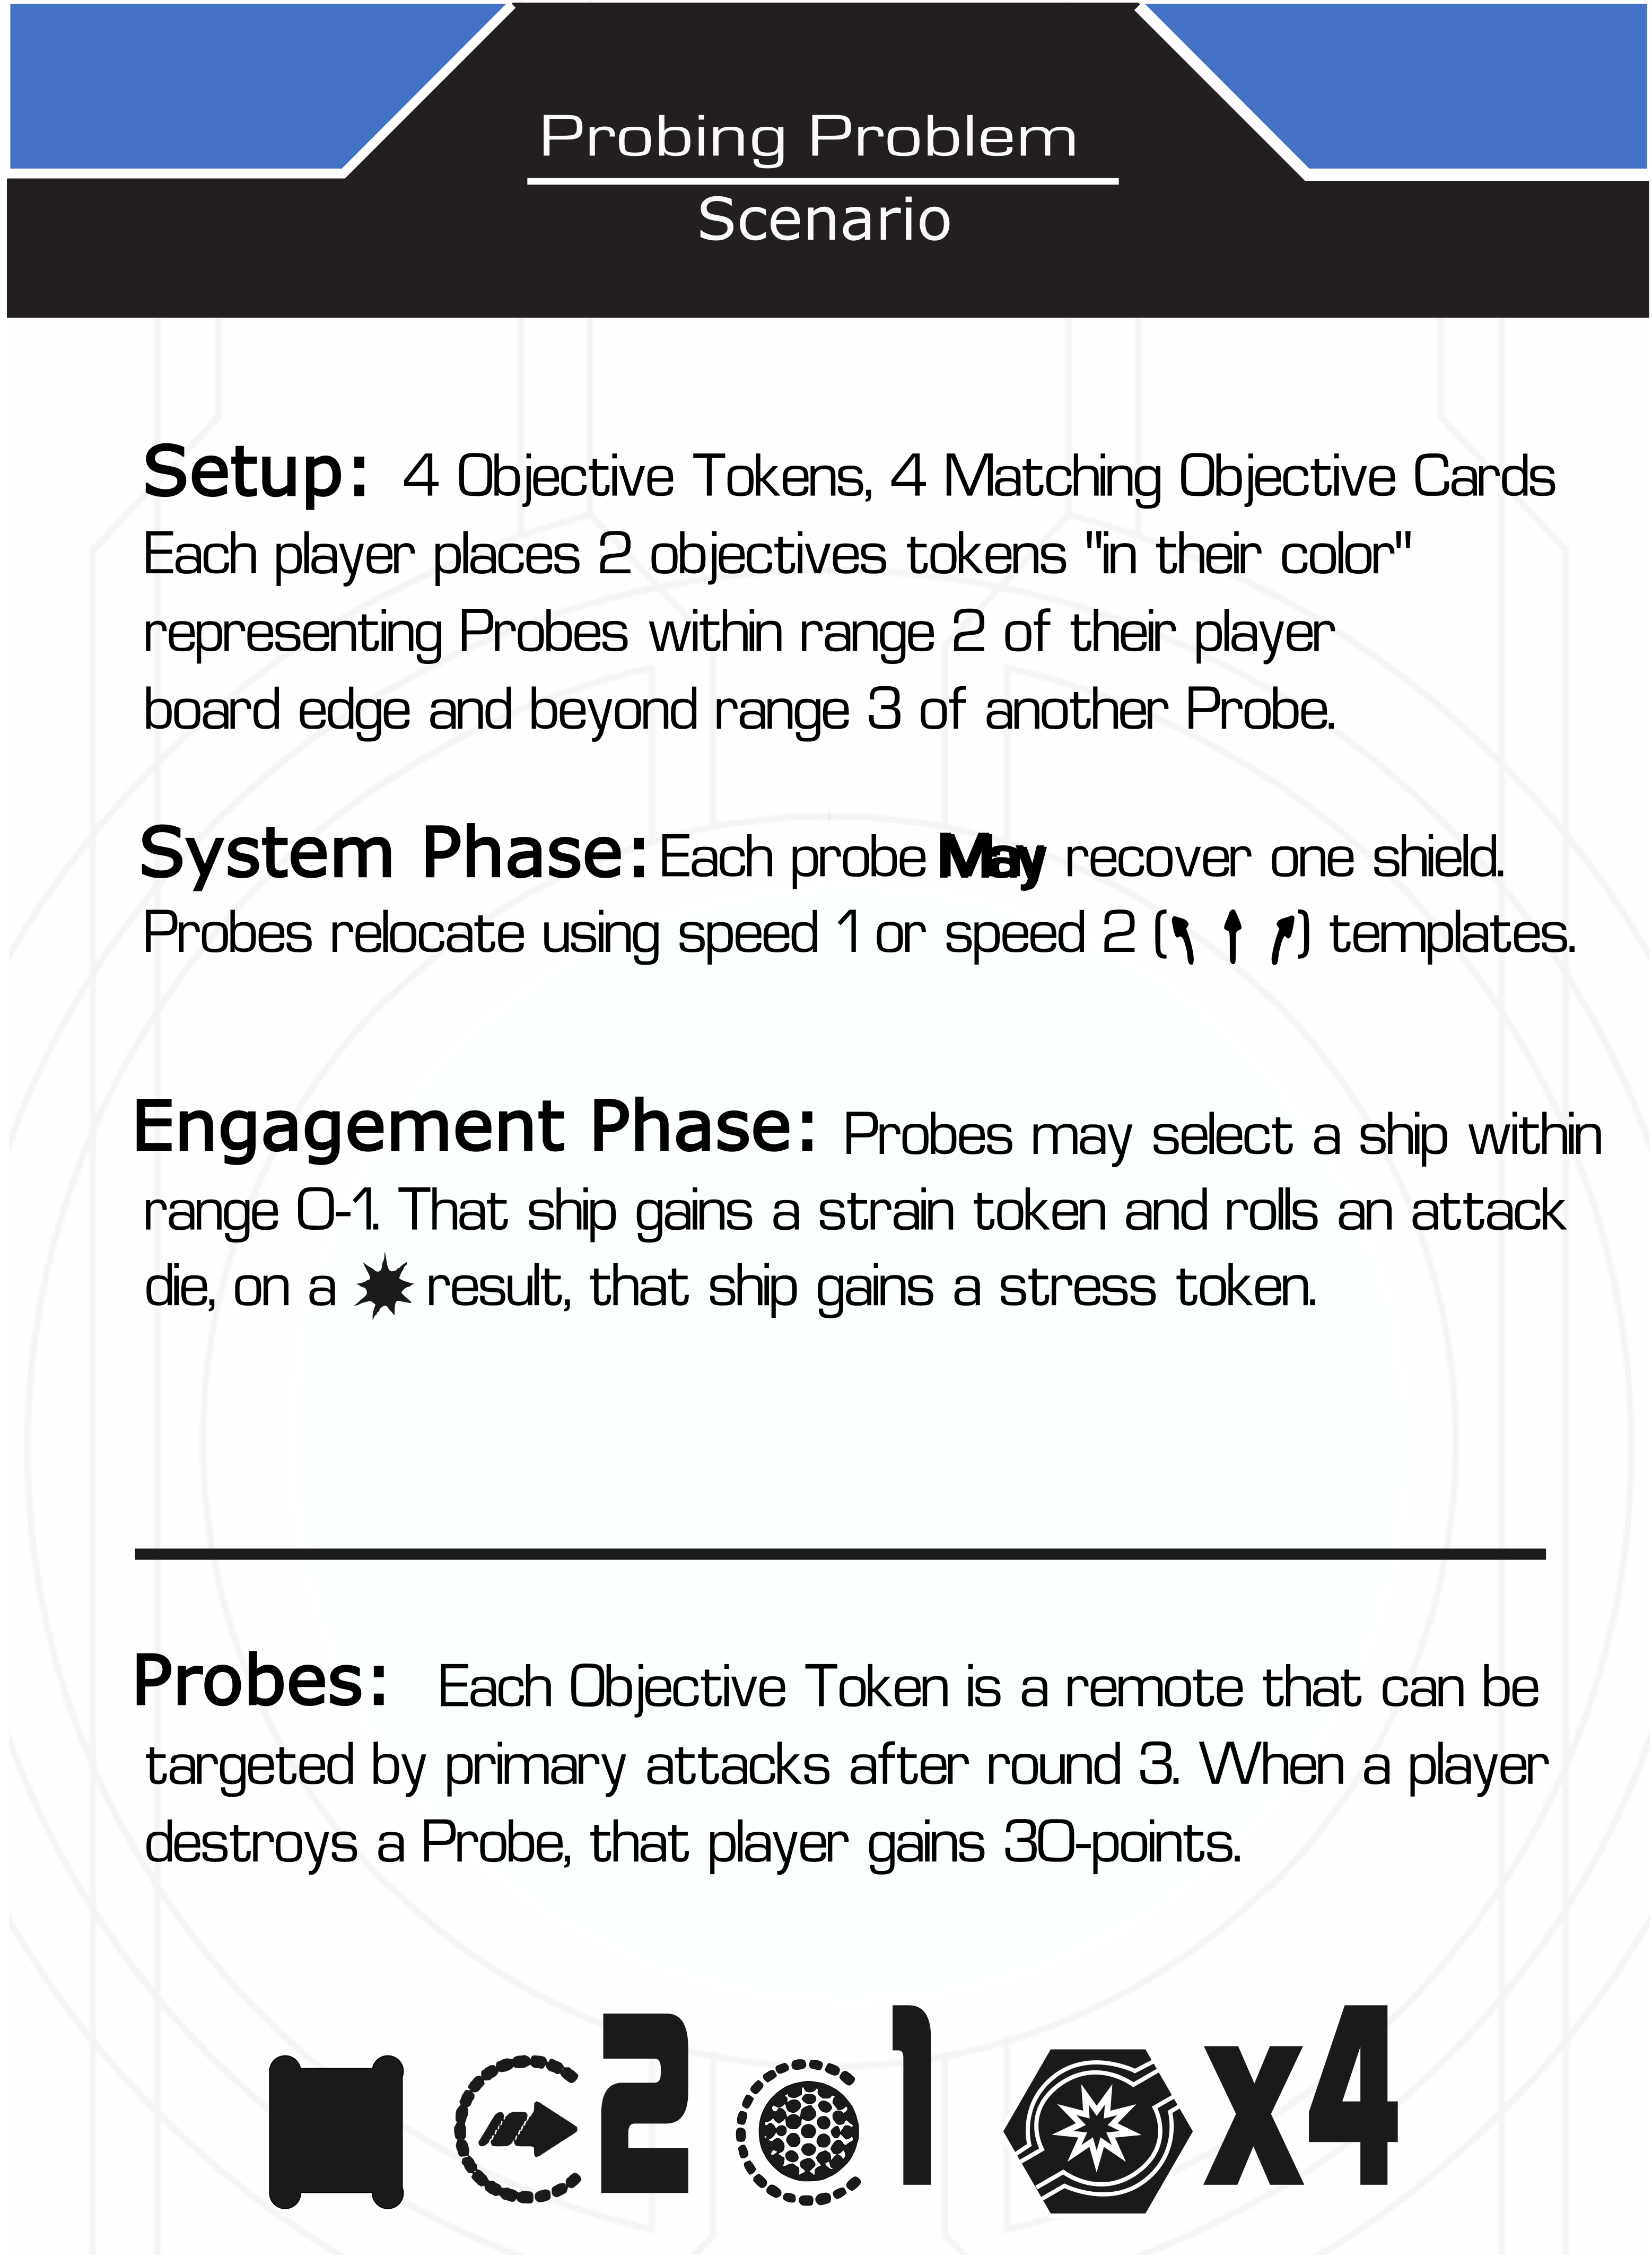 Probing Problem
Scenario
Setup: 4 Objective Tokens, 4 Matching Objective Cards
Each player places 2 objectives tokens "in their color"
representing Probes within range 2 of their player
board edge and beyond range 3 of another Probe.
System Phase: Each probe May recover one shield.
Probes relocate using speed 1 or speed 2 ( ) templates.
Engagement Phase: Probes may select a ship within
range 0-1. That ship gains a strain token and rolls an attack
die, on a result, that ship gains a stress token.
Probes: Each Objective Token is a remote that can be
targeted by primary attacks after round 3. When a player
destroys a Probe, that player gains 30-points.
2 1 x4